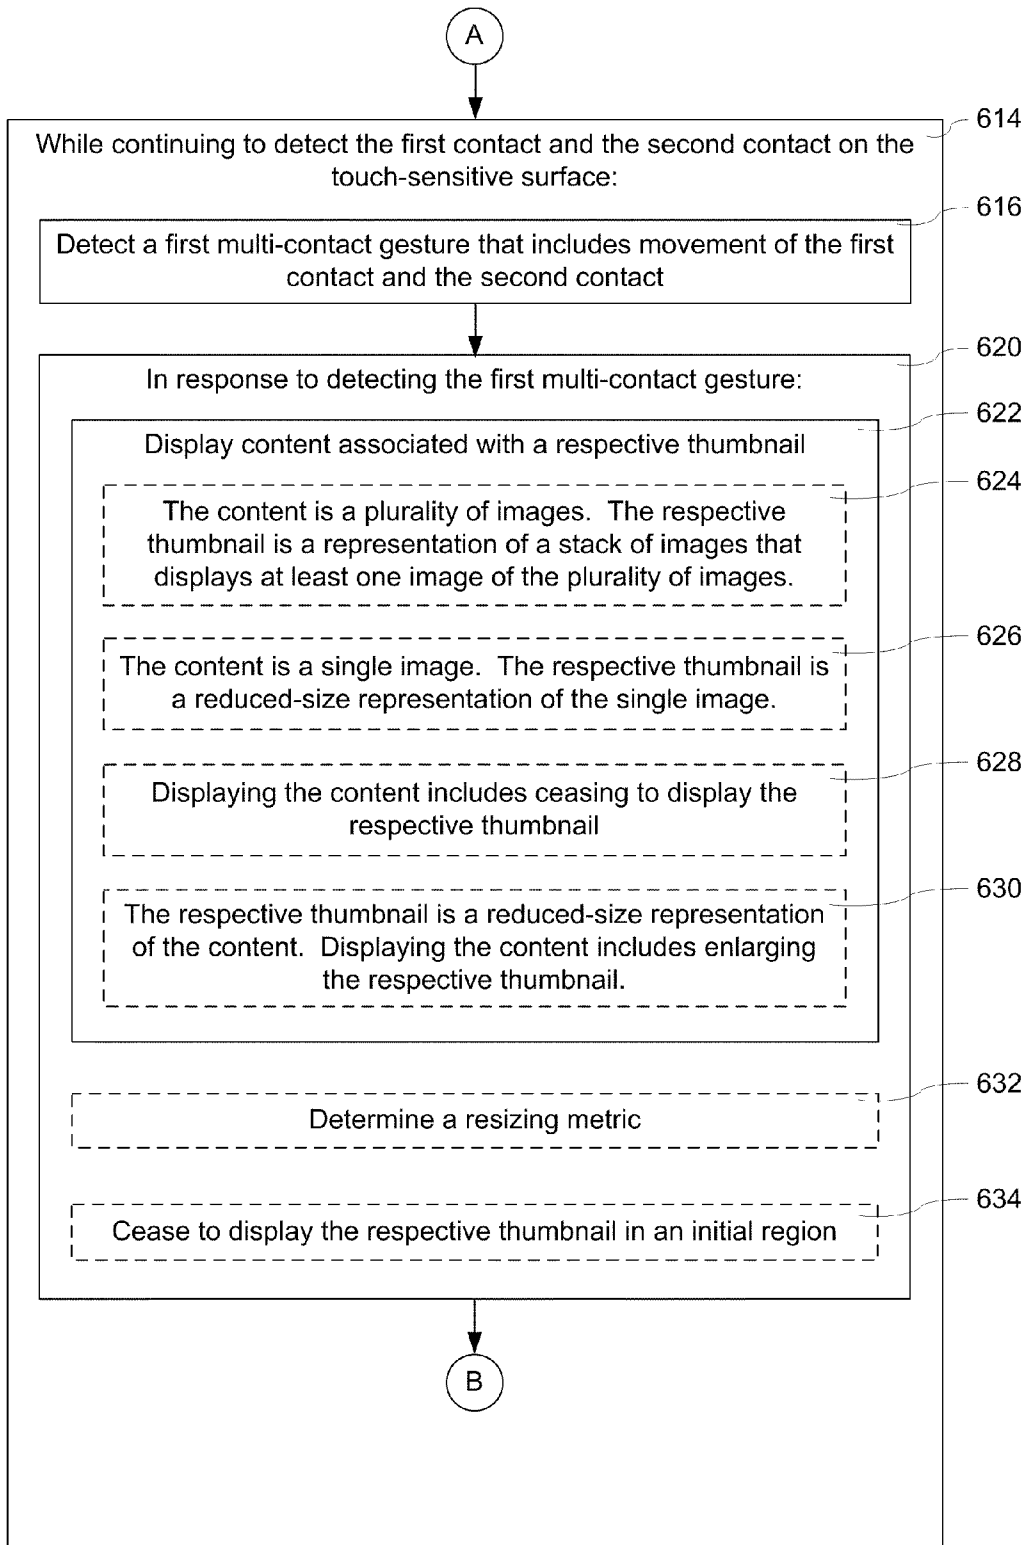 A
614
While continuing to detect the first contact and the second contact on the
touch-sensitive surface:
616
Detect a first multi-contact gesture that includes movement of the first
contact and the second contact
620
In response to detecting the first multi-contact gesture:
622
Display content associated with a respective thumbnail
624
The content is a plurality of images. The respective
thumbnail is a representation of a stack of images that
displays at least one image of the plurality of images.
626
The content is a single image. The respective thumbnail is
a reduced-size representation of the single image.
628
Displaying the content includes ceasing to display the
respective thumbnail
630
The respective thumbnail is a reduced-size representation
of the content. Displaying the content includes enlarging
the respective thumbnail.
632
Determine a resizing metric
634
Cease to display the respective thumbnail in an initial region
B